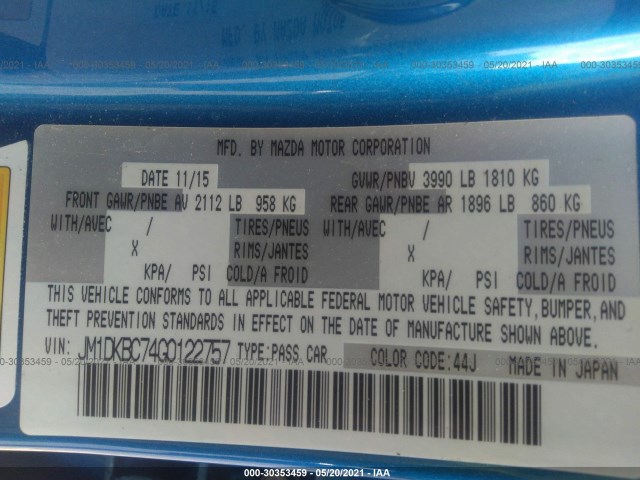 000-30353459 - 05/20/2021 - IAA
MFD. BY MAZDA MOTOR CORPORATION
DATE 11/15 GVWR/PNBV 3990 LB 1810 KG
FRONT GAWR/PNBE AV 2112 LB 958 KG REAR GAWR/PNBE AR 1896 LB 860 KG
WITH/AVEC / TIRES/PNEUS WITH/AVEC / TIRES/PNEUS
X RIMS/JANTES X RIMS/JANTES
KPA/ PSI COLD/A FROID KPA/ PSI COLD/A FROID
THIS VEHICLE CONFORMS TO ALL APPLICABLE FEDERAL MOTOR VEHICLE SAFETY, BUMPER, AND
THEFT PREVENTION STANDARDS IN EFFECT ON THE DATE OF MANUFACTURE SHOWN ABOVE.
VIN: JM1DKBC74G0122757 TYPE:PASS.CAR COLOR CODE:44J MADE IN JAPAN
000-30353459 - 05/20/2021 - IAA